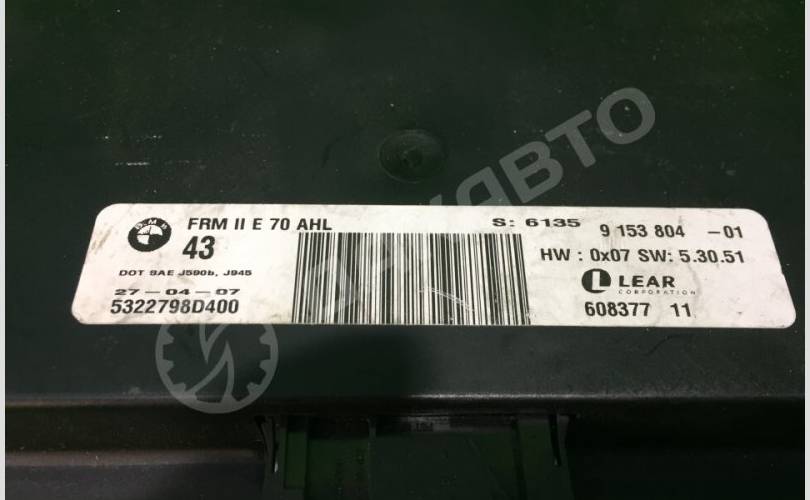 BMW
FRM II E 70 AHL S: 6135 9 153 804 -01
43
HW : 0x07 SW: 5.30.51
DOT SAE J590b, J945
LEAR
CORPORATION
27-04-07
5322798D400
608377 11